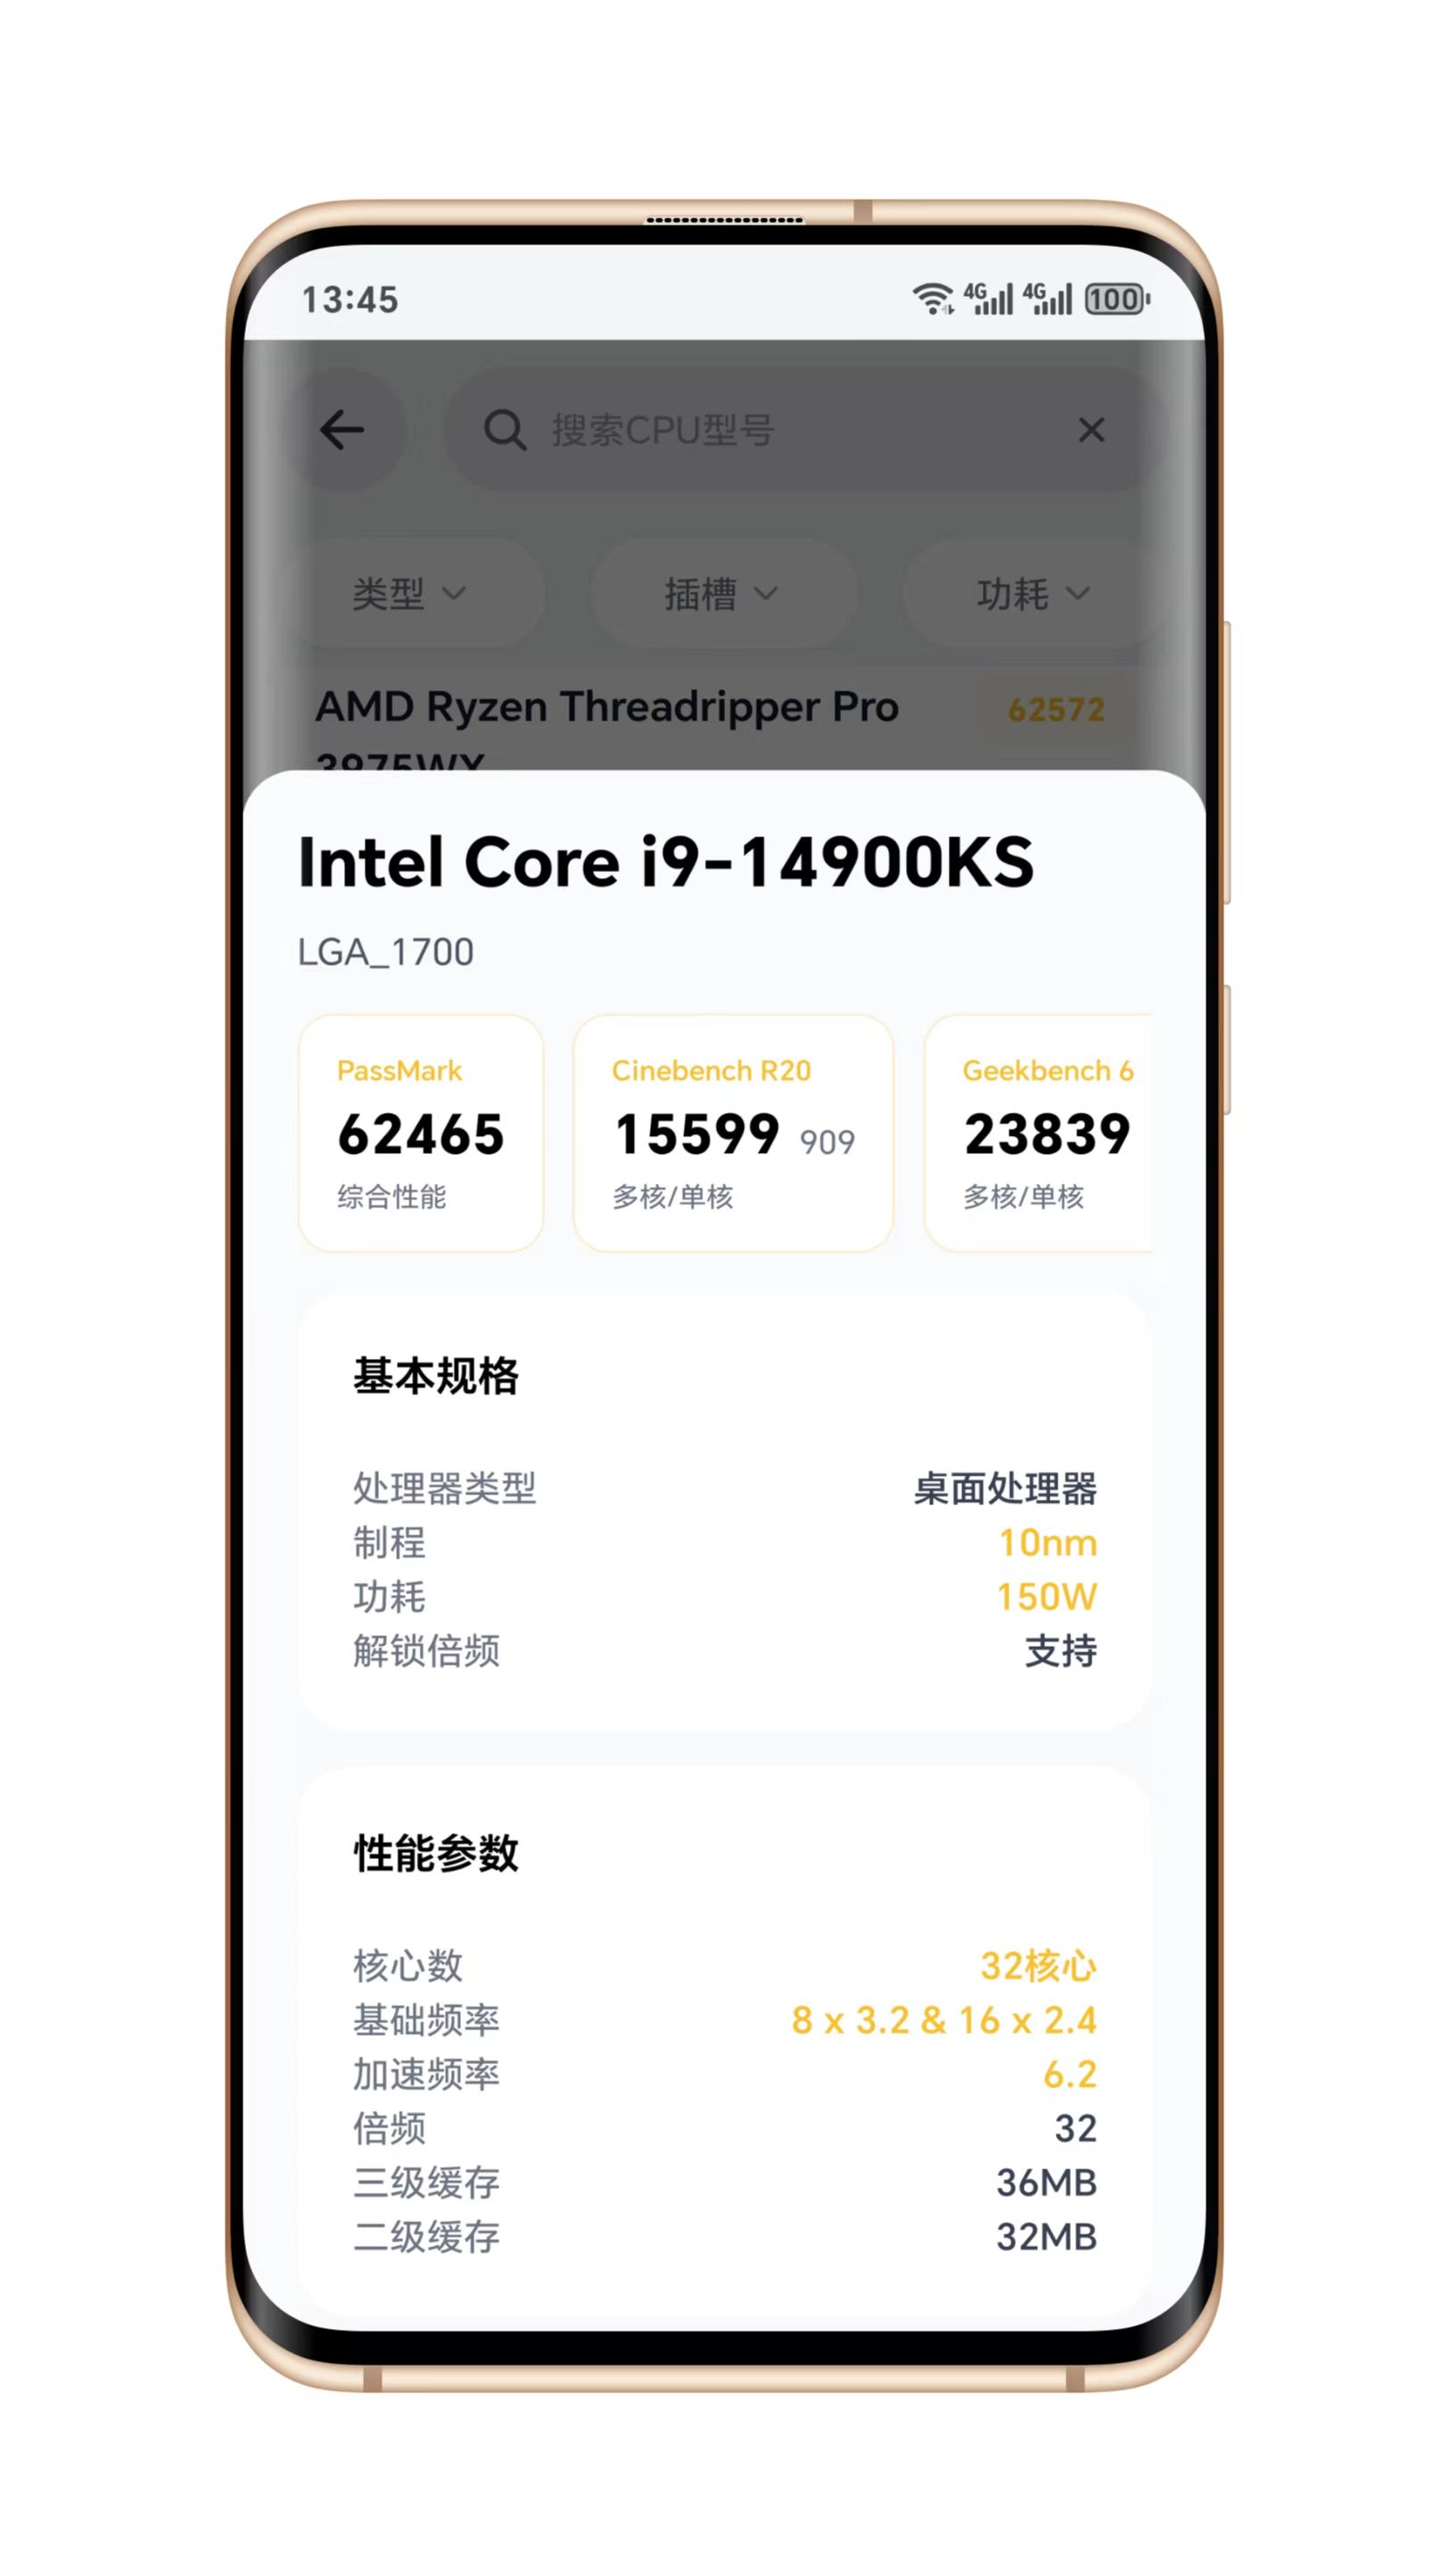 13:45 4G 4G 100
搜索CPU型号
类型 插槽 功耗
AMD Ryzen Threadripper Pro 62572
3975WX
Intel Core i9-14900KS
LGA_1700
PassMark
62465
综合性能
Cinebench R20
15599 909
多核/单核
Geekbench 6
23839
多核/单核
基本规格
处理器类型 桌面处理器
制程 10nm
功耗 150W
解锁倍频 支持
性能参数
核心数 32核心
基础频率 8 x 3.2 & 16 x 2.4
加速频率 6.2
倍频 32
三级缓存 36MB
二级缓存 32MB